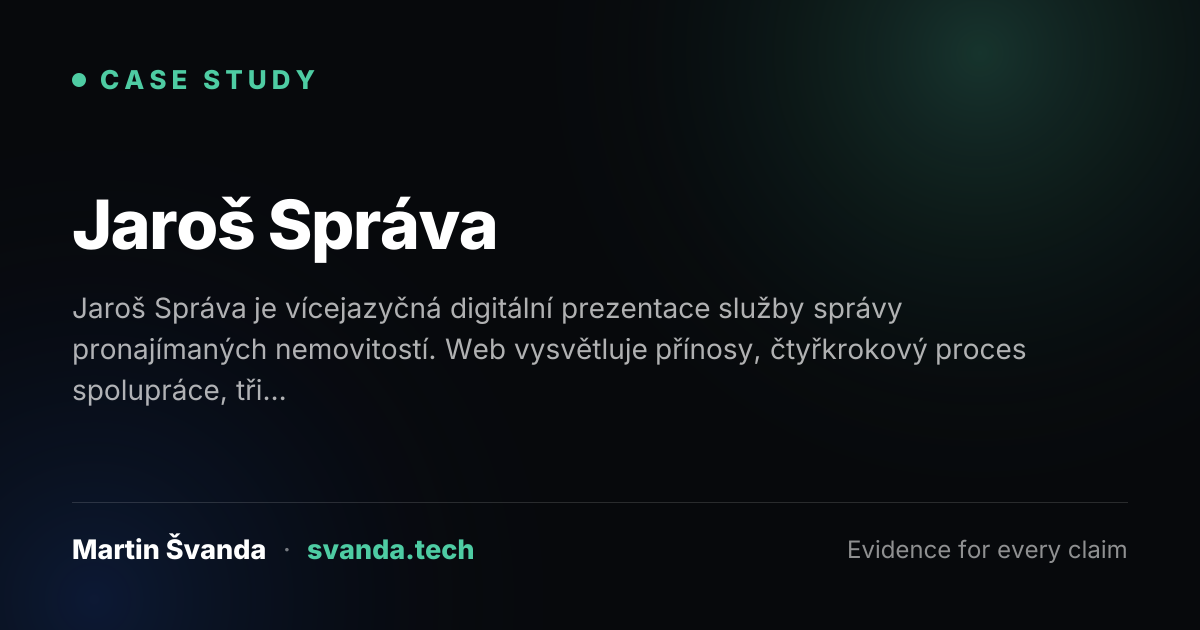 CASE STUDY
Jaroš Správa
Jaroš Správa je vícejazyčná digitální prezentace služby správy
pronajímaných nemovitostí. Web vysvětluje přínosy, čtyřkrokový proces
spolupráce, tři...
Martin Švanda · svanda.tech
Evidence for every claim